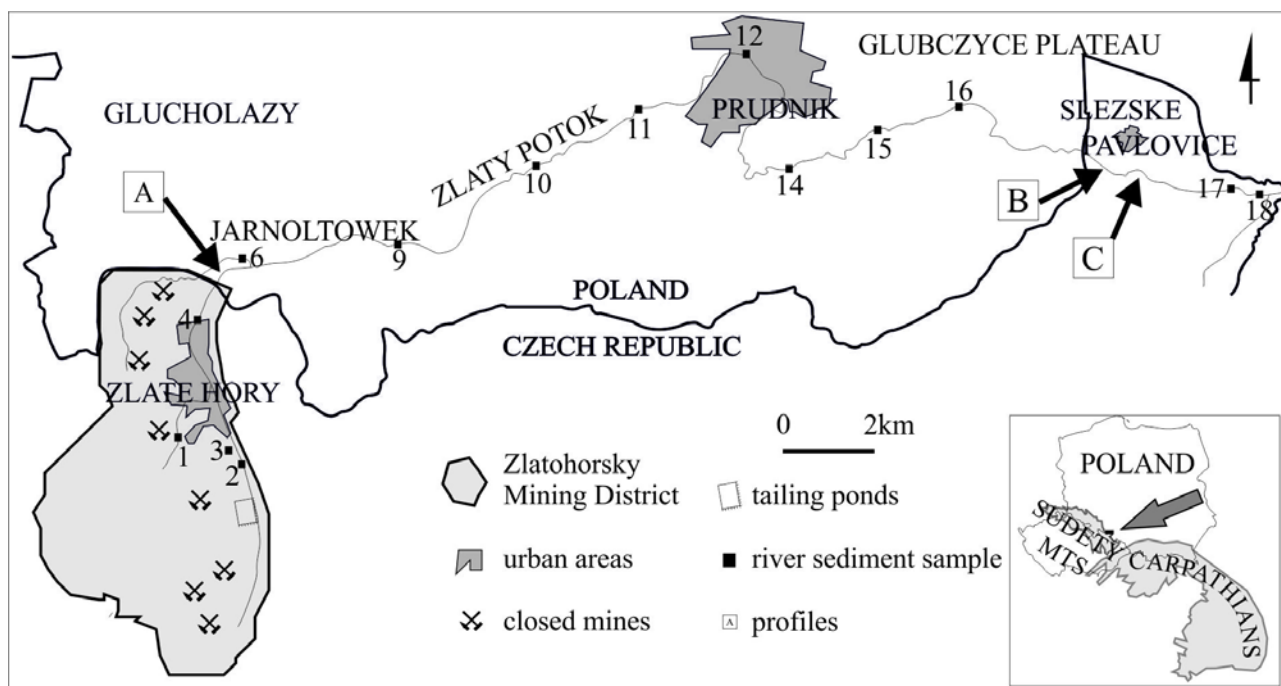 12
GLUBCZYCE PLATEAU
GLUCHOLAZY
ZLATY POTOK
11
PRUDNIK
16
SLEZSKE
PAVLOVICE
10
15
14
A
B
17
18
JARNOLTOWEK
6
9
C
POLAND
CZECH REPUBLIC
4
ZLATE HORY
1
3
2
0 2km
Zlatohorsky
Mining District
tailing ponds
urban areas
river sediment sample
closed mines
A
profiles
POLAND
SUDETY
MTS
CARPATHIANS